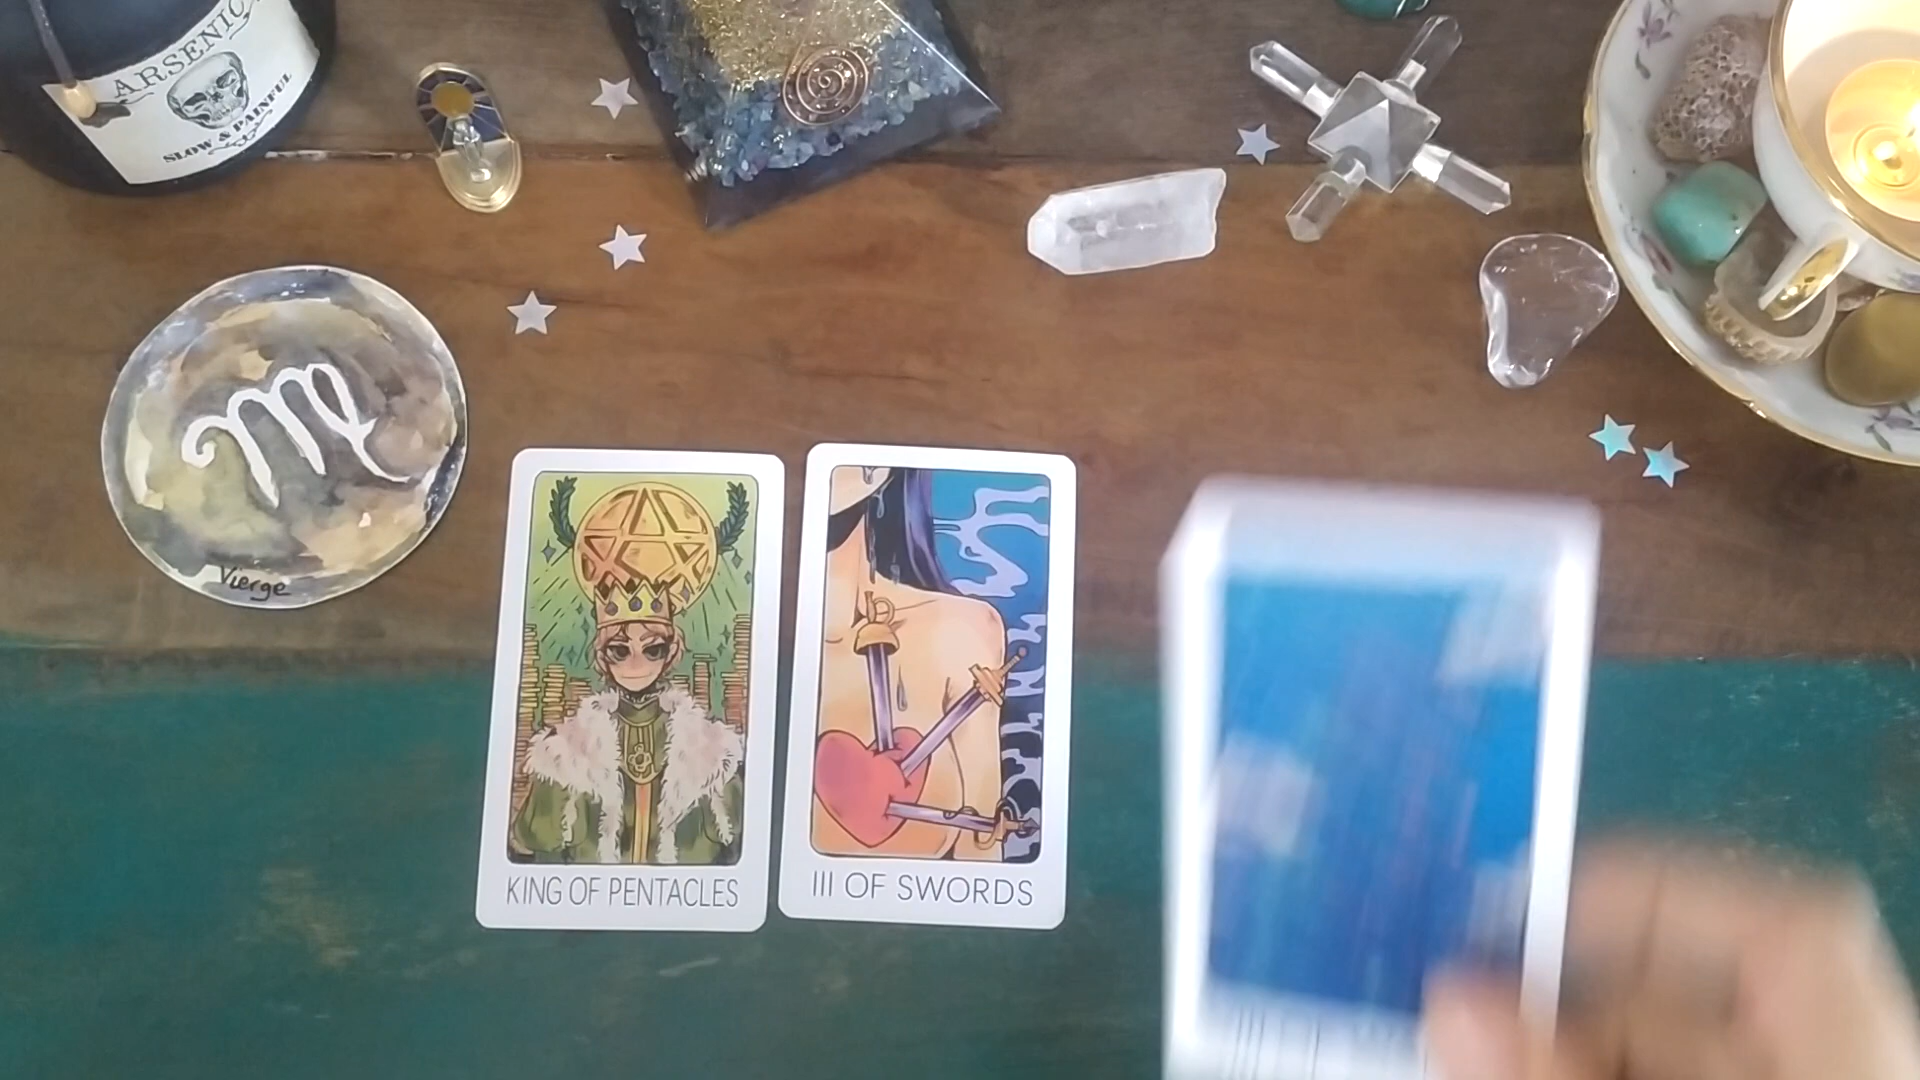 ARSENIC
SLOW & PAINFUL
Vierge
KING OF PENTACLES
III OF SWORDS